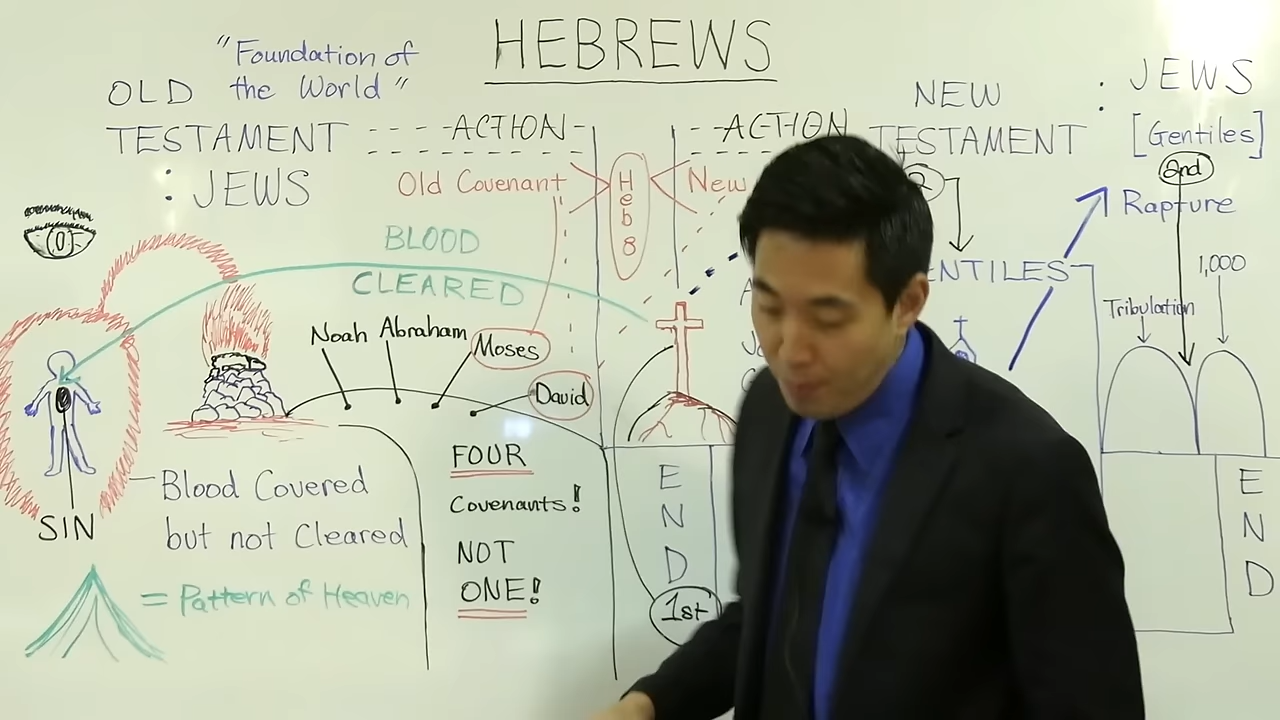 HEBREWS
"Foundation of
the World"
OLD
TESTAMENT
: JEWS
ACTION
ACTION
NEW
TESTAMENT
: JEWS
[Gentiles]
2nd
Rapture
Old Covenant
Heb 8
New
BLOOD
CLEARED
ENTILES
1,000
Tribulation
Noah
Abraham
Moses
David
SIN
Blood Covered
but not Cleared
= Pattern of Heaven
FOUR
Covenants!
NOT
ONE!
END
1st
END